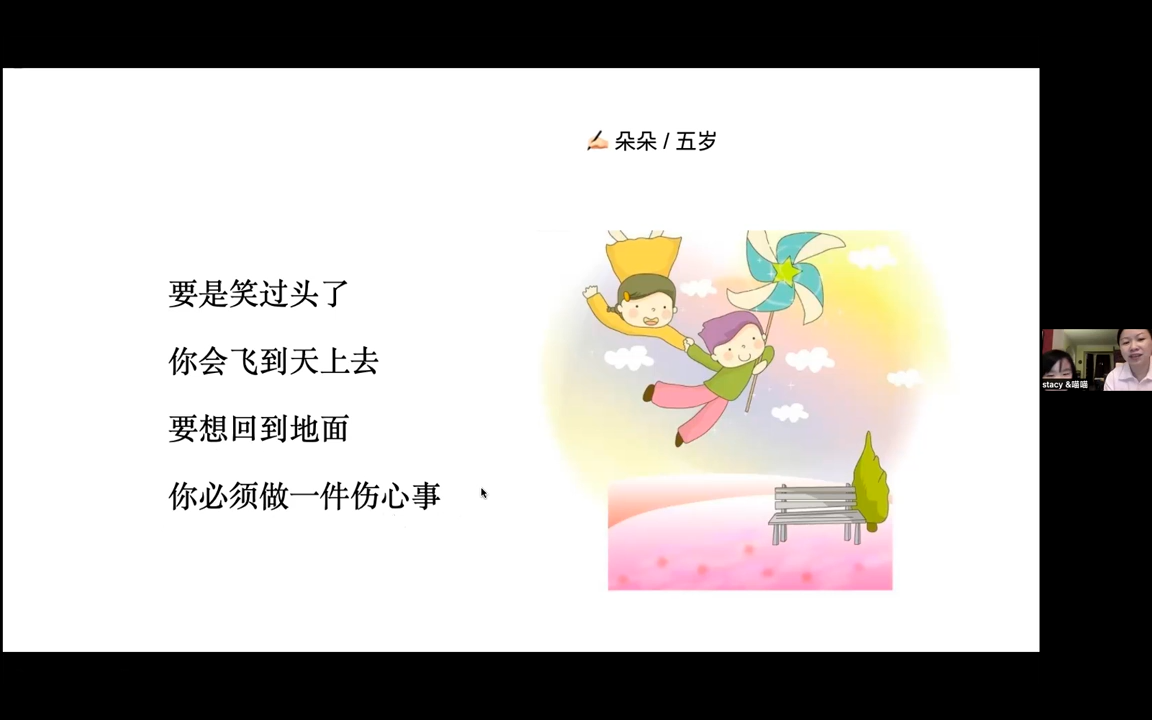 ✍🏻 朵朵 / 五岁
要是笑过头了
你会飞到天上去
要想回到地面
你必须做一件伤心事
stacy &喵喵